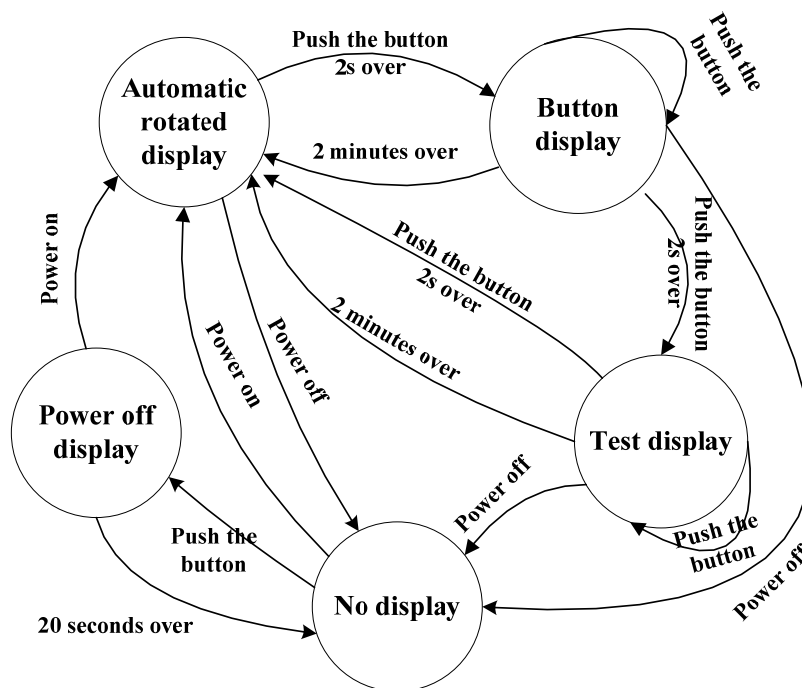 Push the button
2s over
Push the
button
Automatic
rotated
display
Button
display
2 minutes over
Power on
Push the button
2s over
Push the button
2s over
2 minutes over
Power on
Power off
Power off
display
Test display
Power off
Push the
button
Push the
button
No display
20 seconds over
Power off